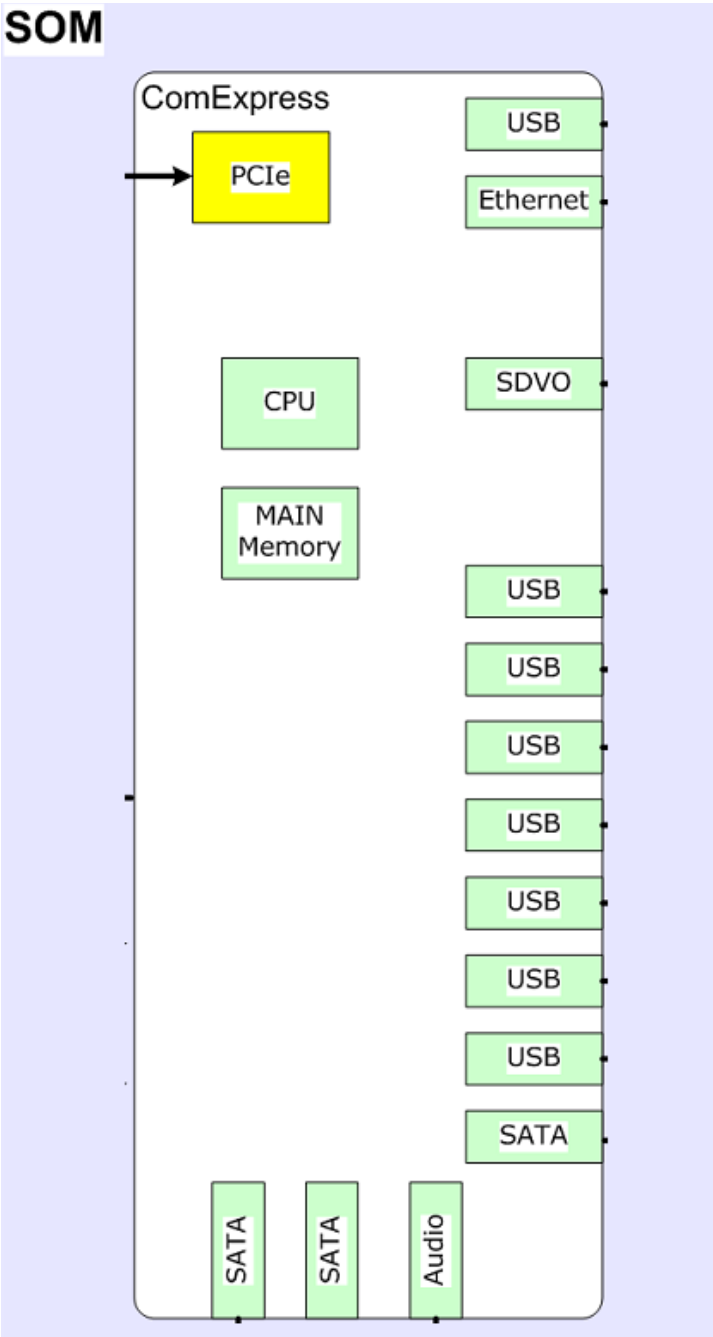 SOM
ComExpress
USB
PCIe
Ethernet
SDVO
CPU
MAIN
Memory
USB
USB
USB
USB
USB
USB
USB
SATA
SATA
SATA
Audio